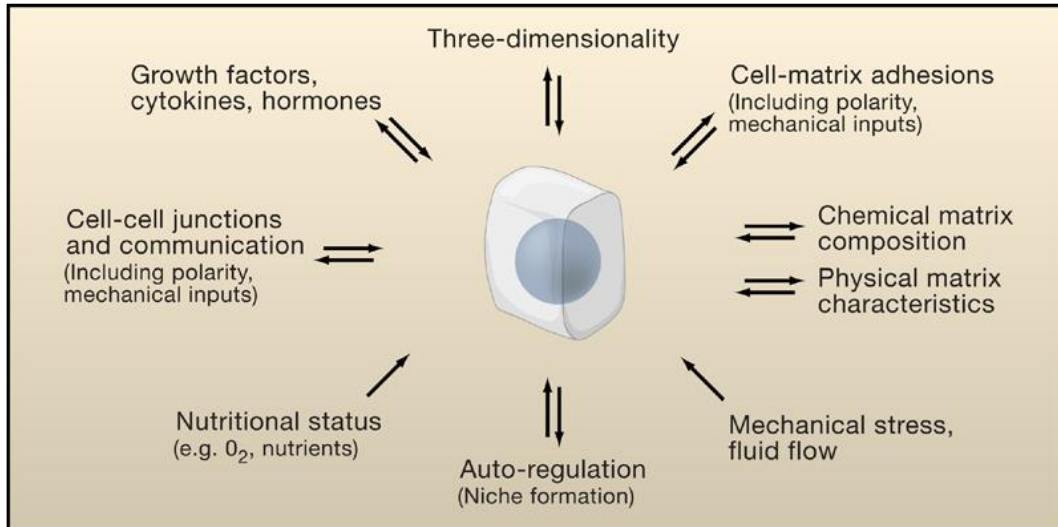 Three-dimensionality
Growth factors,
cytokines, hormones
Cell-matrix adhesions
(Including polarity,
mechanical inputs)
Cell-cell junctions
and communication
(Including polarity,
mechanical inputs)
Chemical matrix
composition
Physical matrix
characteristics
Nutritional status
(e.g. 0₂, nutrients)
Auto-regulation
(Niche formation)
Mechanical stress,
fluid flow